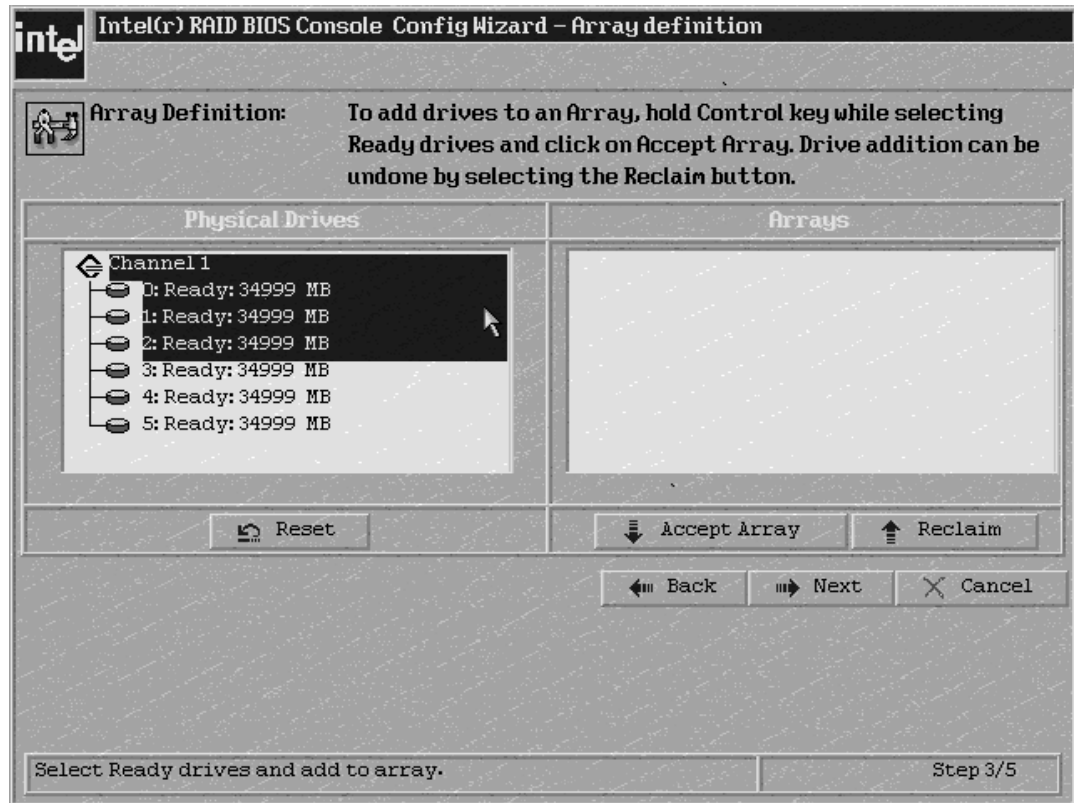 intel
Intel(r) RAID BIOS Console Config Wizard – Array definition
Array Definition:
To add drives to an Array, hold Control key while selecting
Ready drives and click on Accept Array. Drive addition can be
undone by selecting the Reclaim button.
Physical Drives
Arrays
Channel 1
0: Ready: 34999 MB
1: Ready: 34999 MB
2: Ready: 34999 MB
3: Ready: 34999 MB
4: Ready: 34999 MB
5: Ready: 34999 MB
Reset
Accept Array
Reclaim
Back
Next
Cancel
Select Ready drives and add to array.
Step 3/5